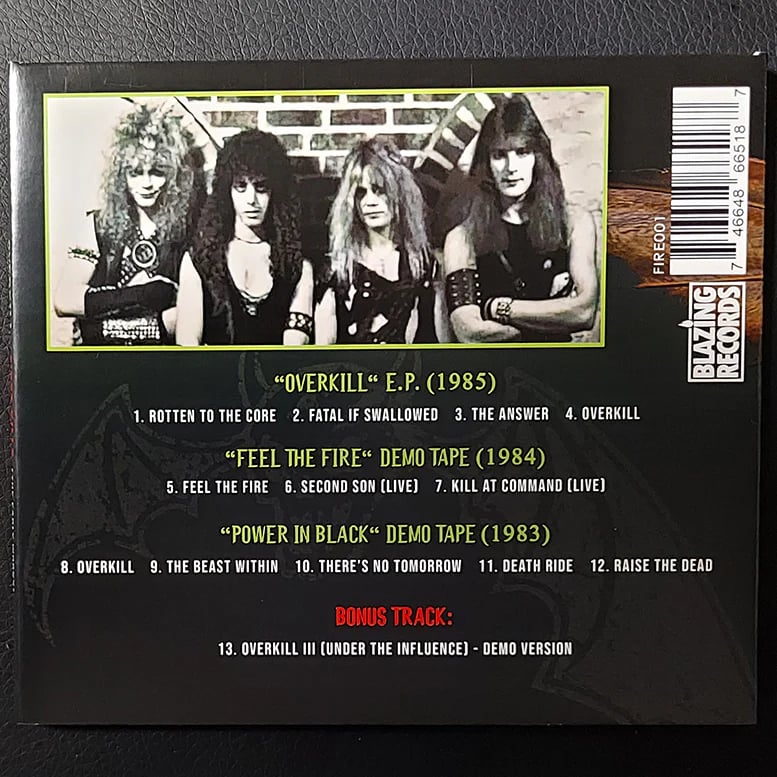 FIRE001
7 46648 66518 7
BLAZING
RECORDS
“OVERKILL“ E.P. (1985)
1. ROTTEN TO THE CORE 2. FATAL IF SWALLOWED 3. THE ANSWER 4. OVERKILL
“FEEL THE FIRE“ DEMO TAPE (1984)
5. FEEL THE FIRE 6. SECOND SON (LIVE) 7. KILL AT COMMAND (LIVE)
“POWER IN BLACK“ DEMO TAPE (1983)
8. OVERKILL 9. THE BEAST WITHIN 10. THERE'S NO TOMORROW 11. DEATH RIDE 12. RAISE THE DEAD
BONUS TRACK:
13. OVERKILL III (UNDER THE INFLUENCE) - DEMO VERSION